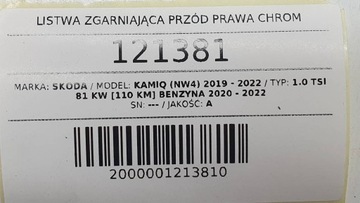 LISTWA ZGARNIAJĄCA PRZÓD PRAWA CHROM
121381
MARKA: SKODA / MODEL: KAMIQ (NW4) 2019 - 2022 / TYP: 1.0 TSI
81 KW [110 KM] BENZYNA 2020 - 2022
SN: --- / JAKOŚĆ: A
2000001213810